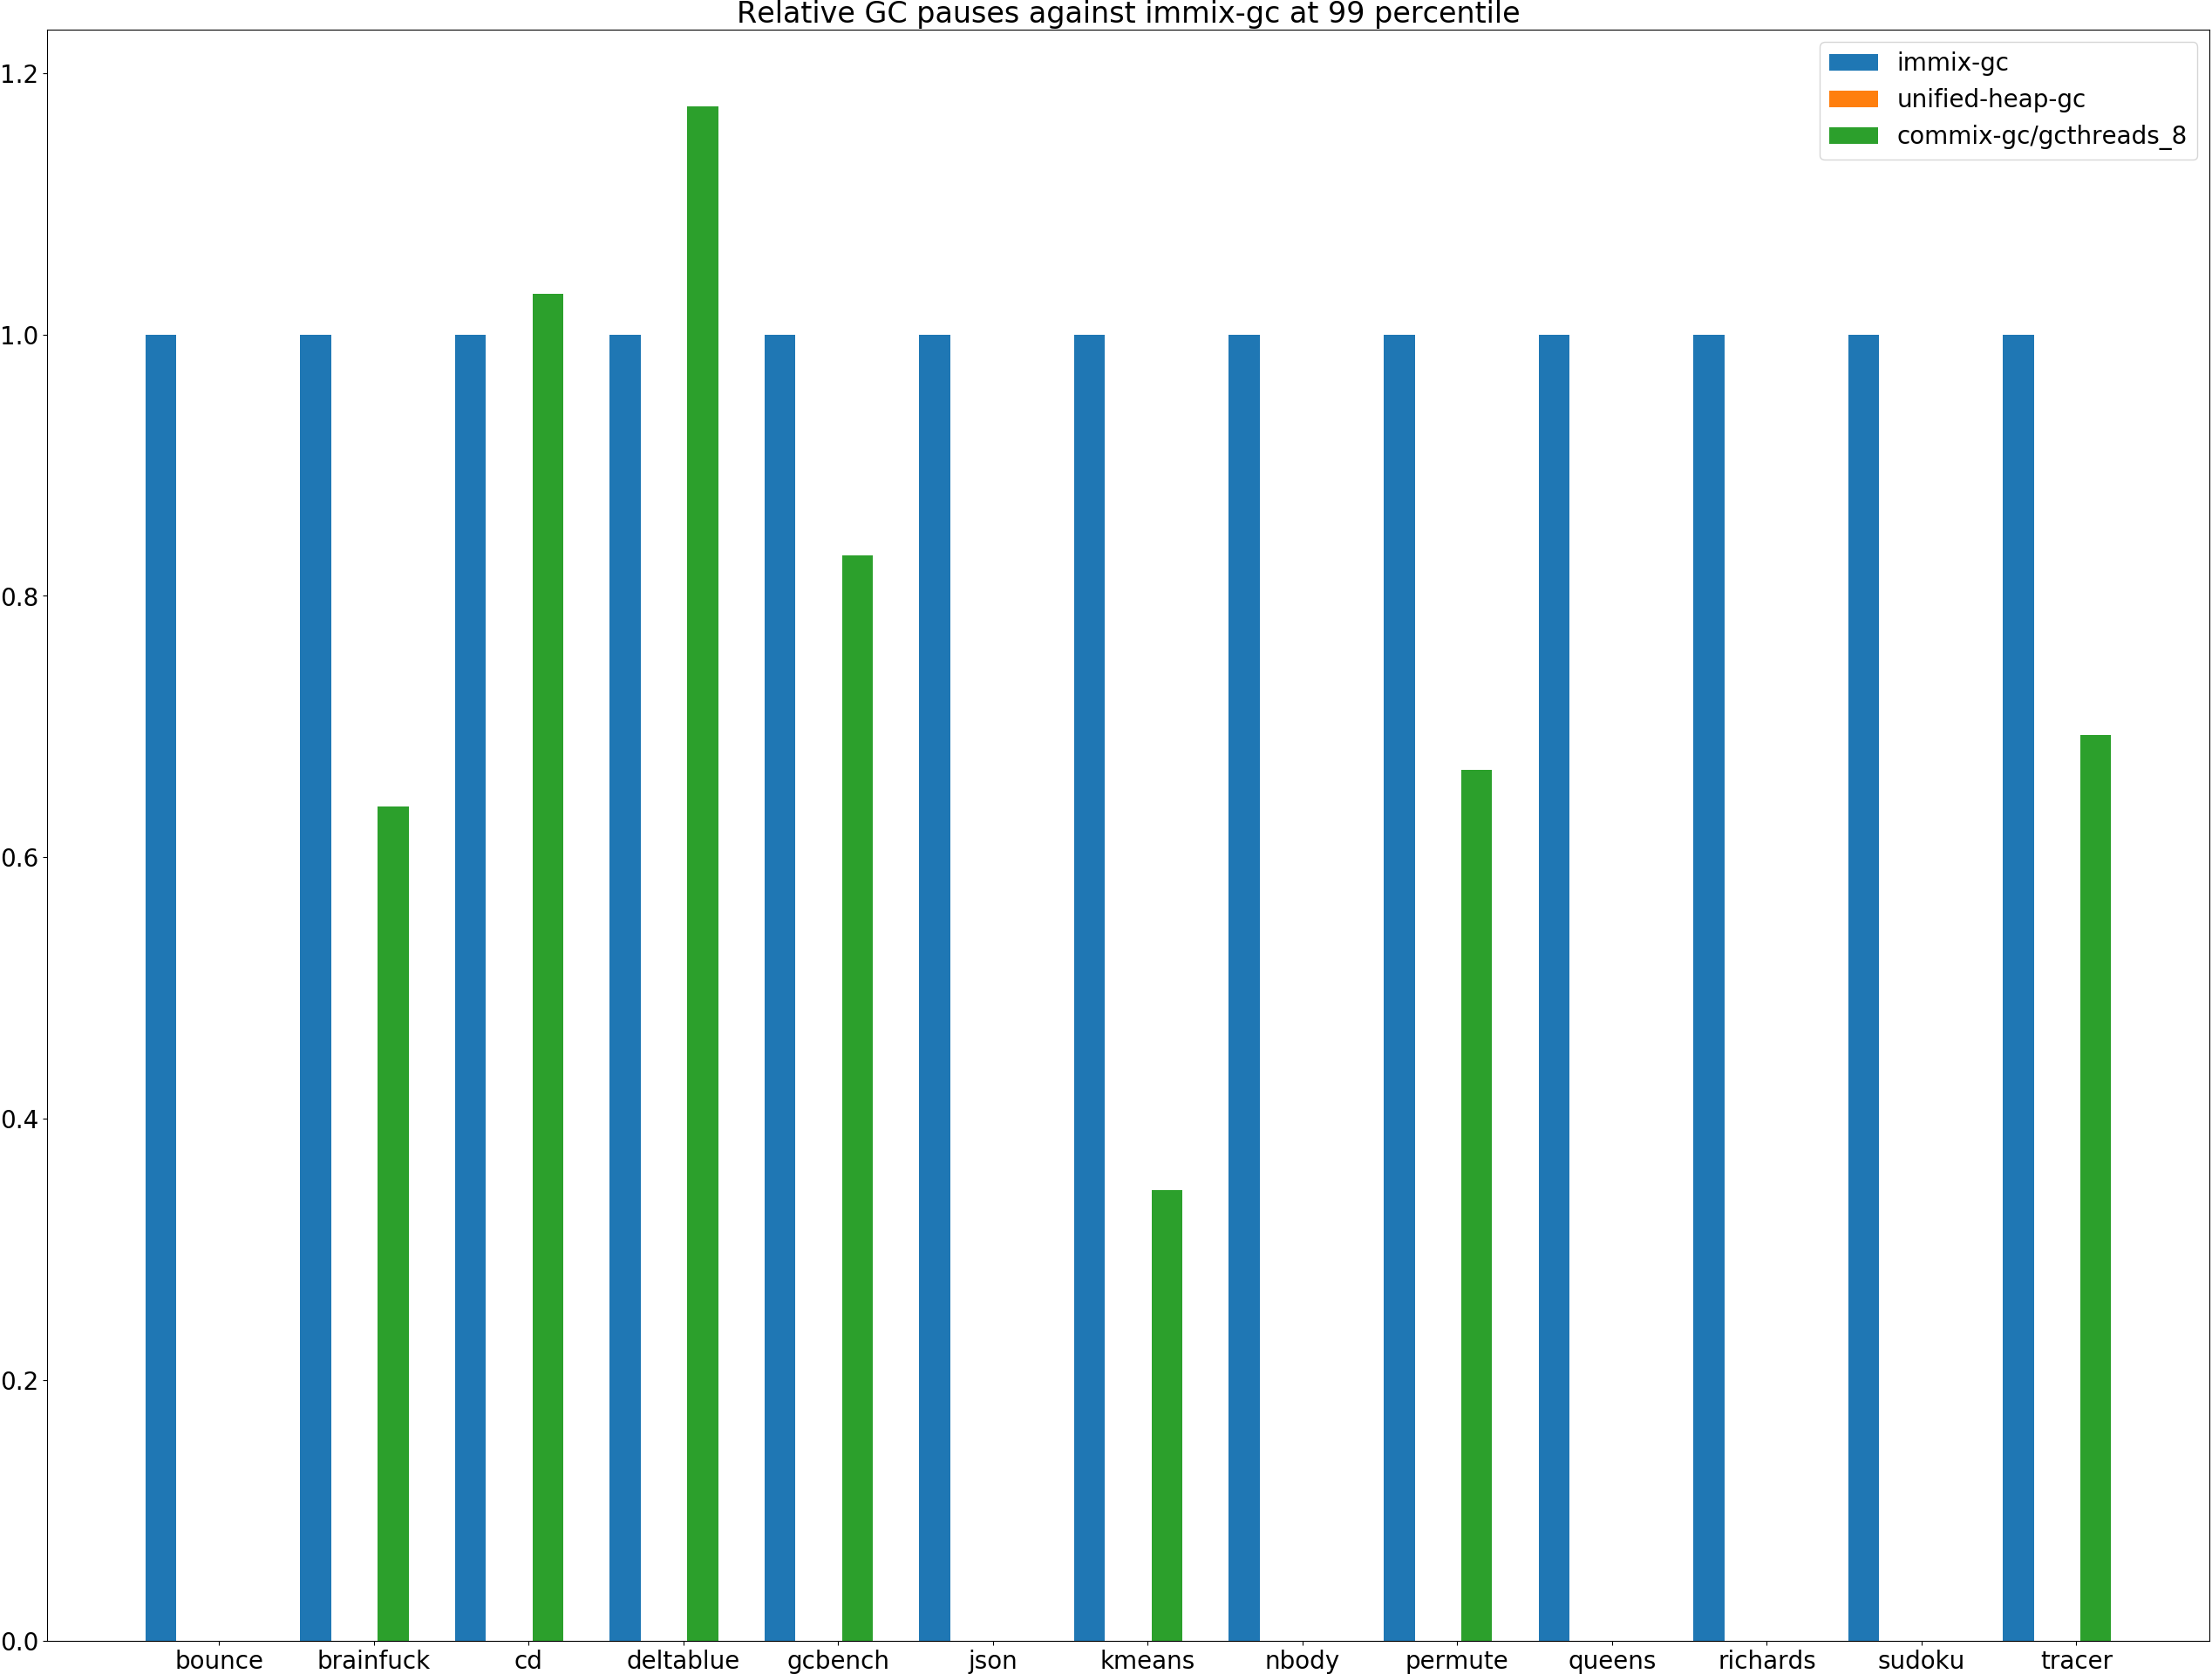 Relative GC pauses against immix-gc at 99 percentile
immix-gc
unified-heap-gc
commix-gc/gcthreads_8
1.2
1.0
0.8
0.6
0.4
0.2
0.0
bounce brainfuck cd deltablue gcbench json kmeans nbody permute queens richards sudoku tracer